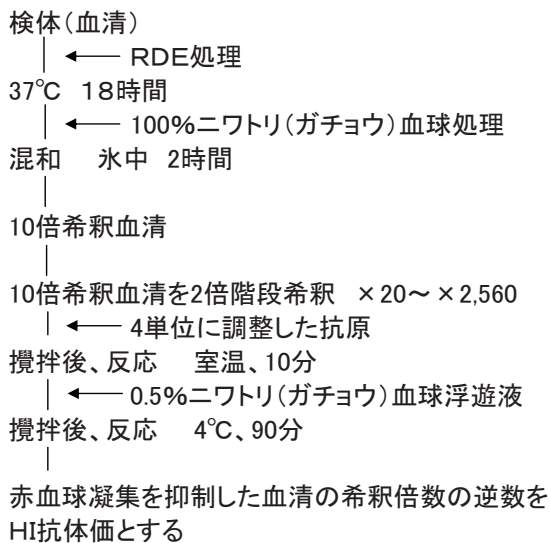 検体(血清)
RDE処理
37℃ 18時間
100%ニワトリ(ガチョウ)血球処理
混和 氷中 2時間
10倍希釈血清
10倍希釈血清を2倍階段希釈 ×20～×2,560
4単位に調整した抗原
攪拌後、反応 室温、10分
0.5%ニワトリ(ガチョウ)血球浮遊液
攪拌後、反応 4℃、90分
赤血球凝集を抑制した血清の希釈倍数の逆数を
HI抗体価とする